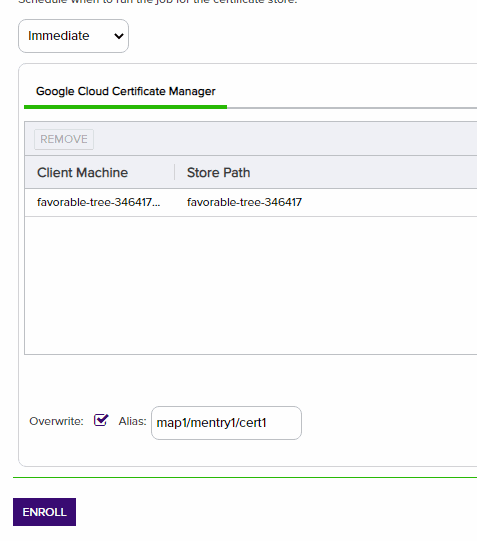 Schedule when to run the job for the certificate store.
Immediate
Google Cloud Certificate Manager
REMOVE
Client Machine Store Path
favorable-tree-346417... favorable-tree-346417
Overwrite: Alias: map1/mentry1/cert1
ENROLL